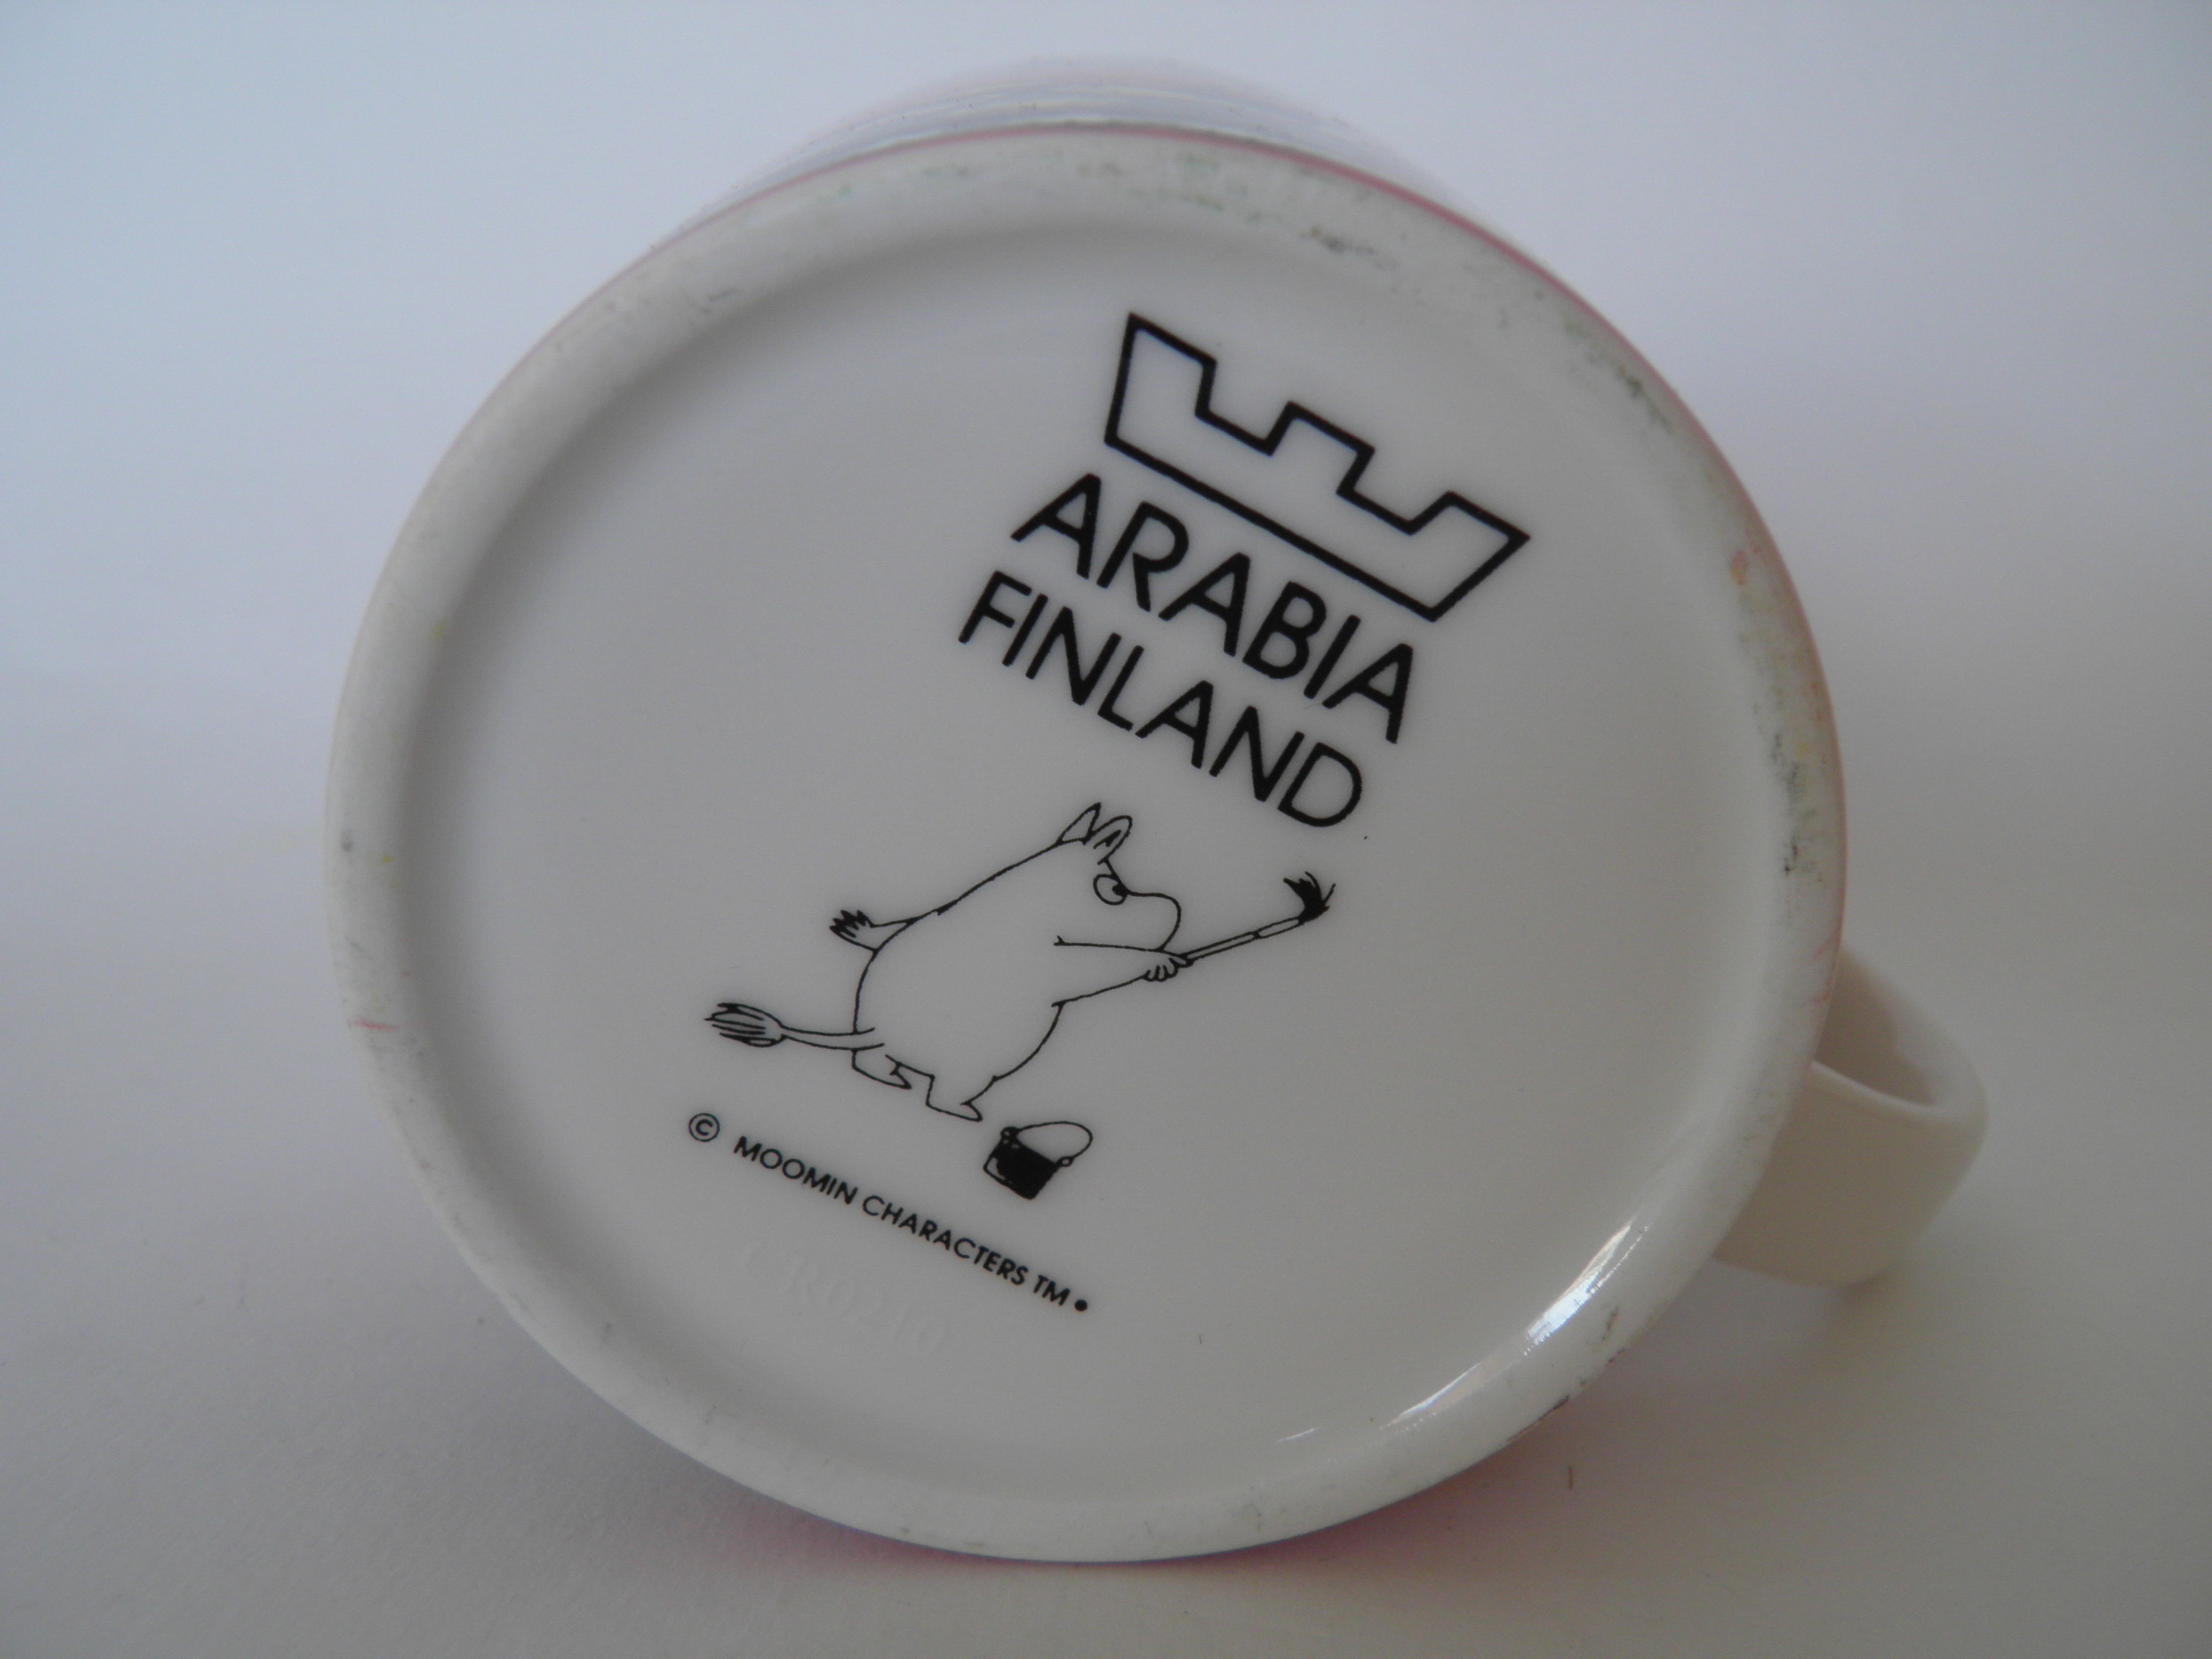 ARABIA
FINLAND
© MOOMIN CHARACTERS TM